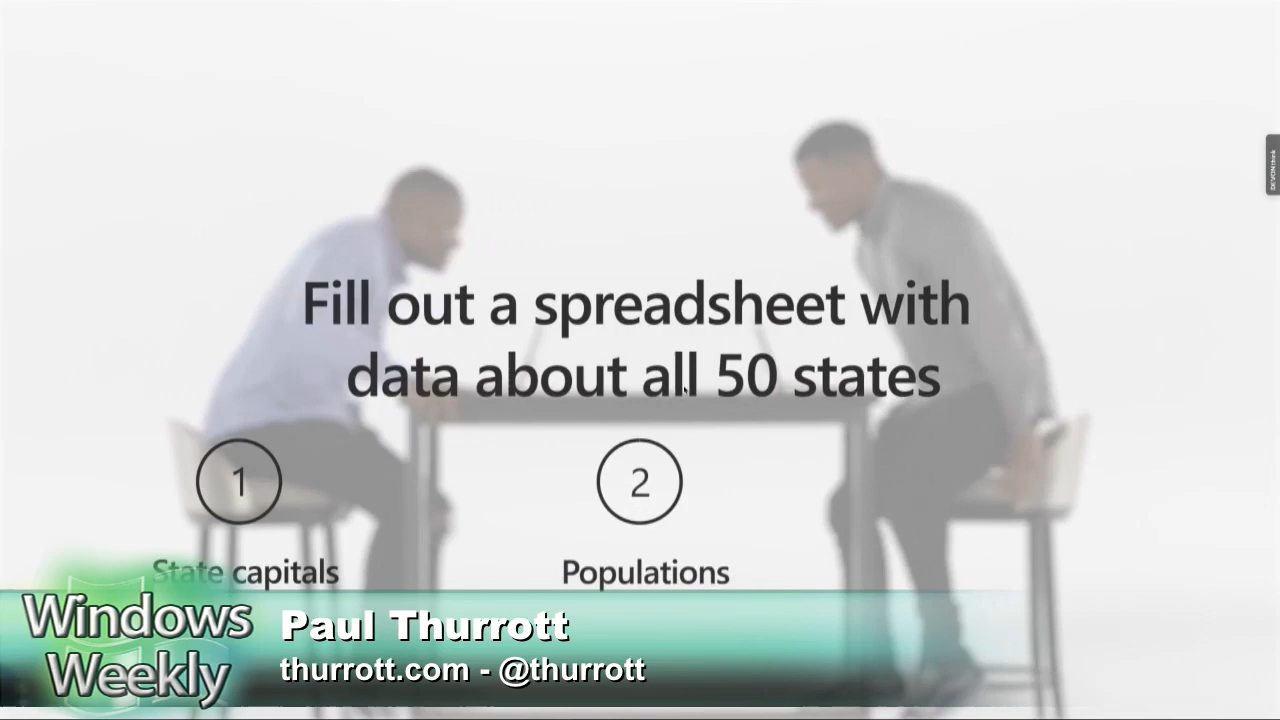 Fill out a spreadsheet with
data about all 50 states
1
2
State capitals
Populations
Windows
Weekly
Paul Thurrott
thurrott.com - @thurrott
DEVONthink